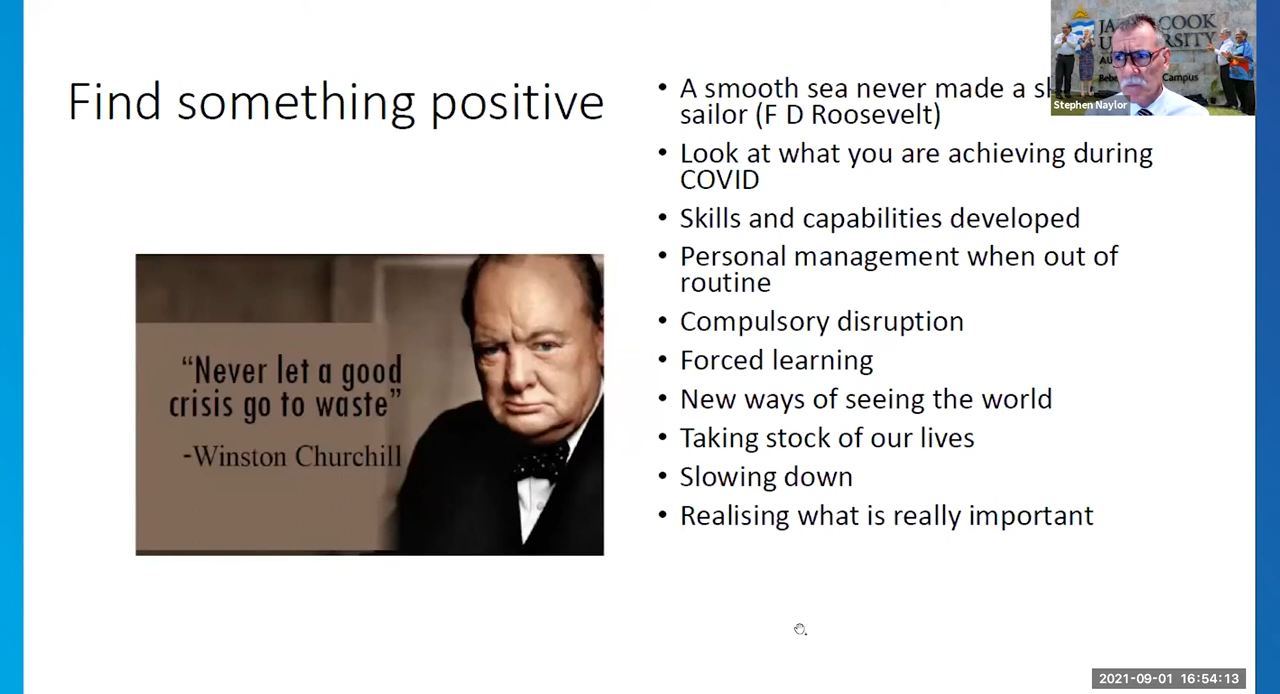 Find something positive
“Never let a good
crisis go to waste”
-Winston Churchill
• A smooth sea never made a
sailor (F D Roosevelt)
• Look at what you are achieving during
COVID
• Skills and capabilities developed
• Personal management when out of
routine
• Compulsory disruption
• Forced learning
• New ways of seeing the world
• Taking stock of our lives
• Slowing down
• Realising what is really important
COOK
Campus
Stephen Naylor
2021-09-01 16:54:13